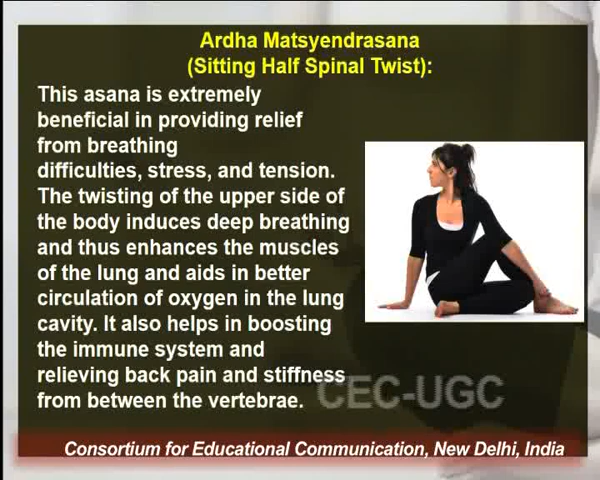 Ardha Matsyendrasana
(Sitting Half Spinal Twist):
This asana is extremely
beneficial in providing relief
from breathing
difficulties, stress, and tension.
The twisting of the upper side of
the body induces deep breathing
and thus enhances the muscles
of the lung and aids in better
circulation of oxygen in the lung
cavity. It also helps in boosting
the immune system and
relieving back pain and stiffness
from between the vertebrae.
CEC-UGC
Consortium for Educational Communication, New Delhi, India